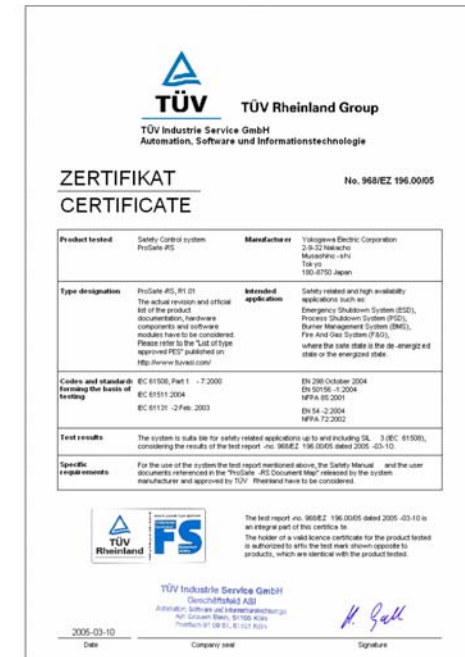 TÜV
TÜV Rheinland Group
TÜV Industrie Service GmbH
Automation, Software und Informationstechnologie
ZERTIFIKAT
CERTIFICATE
No. 968/EZ 196.00/05
Product tested
Safety Control system
ProSafe -RS
Manufacturer
Yokogawa Electric Corporation
2-9-32 Nakacho
Musashino -shi
Tokyo
180-8750 Japan
Type designation
ProSafe -RS, R1.01
The actual revision and official
list of the product
documentation, hardware
components and software
modules have to be considered.
Please refer to the "List of type
approved PES" published on:
http://www.tuvasi.com/
Intended
application
Safety related and high availability
applications such as:
Emergency Shutdown System (ESD),
Process Shutdown System (PSD),
Burner Management System (BMS),
Fire And Gas System (F&G),
where the safe state is the de -energized
state or the energized state.
Codes and standards
forming the basis of
testing
IEC 61508, Part 1 - 7:2000
IEC 61511:2004
IEC 61131 -2:Feb. 2003
EN 298:October 2004
EN 50156 -1:2004
NFPA 85:2001
EN 54 -2:2004
NFPA 72:2002
Test results
The system is suita ble for safety related applications up to and including SIL 3 (IEC 61508),
considering the results of the test report -no. 968/EZ 196.00/05 dated 2005 -03-10.
Specific
requirements
For the use of the system the test report mentioned above, the Safety Manual and the user
documents referenced in the "ProSafe -RS Document Map" released by the system
manufacturer and approved by TÜV Rheinland have to be considered.
TÜV
Rheinland
FS
The test report -no. 968/EZ 196.00/05 dated 2005 -03-10 is
an integral part of this certifica te.
The holder of a valid licence certificate for the product tested
is authorized to affix the test mark shown opposite to
products, which are identical with the product tested.
TÜV Industrie Service GmbH
Geschäftsfeld ASI
Automation, Software und Informationstechnologie
Am Grauen Stein, 51105 Köln
2005-03-10
Date
Company seal
Signature